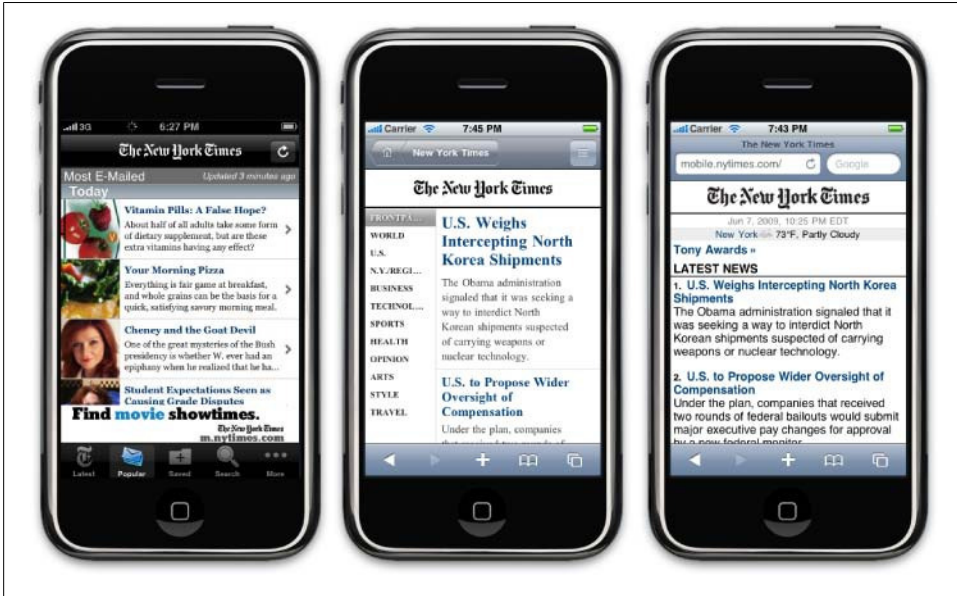 3G 6:27 PM
The New York Times
Most E-Mailed Updated 3 minutes ago
Today
Vitamin Pills: A False Hope?
About half of all adults take some form
of dietary supplement, but are these
extra vitamins having any effect?
Your Morning Pizza
Everything is fair game at breakfast,
and whole grains can be the basis for a
quick, satisfying savory morning meal.
Cheney and the Goat Devil
One of the great mysteries of the Bush
presidency is whether W. ever had an
epiphany when he realized that he ha...
Student Expectations Seen as
Causing Grade Disputes
Find movie showtimes.
The New York Times
m.nytimes.com
Latest Popular Saved Search More
Carrier 7:45 PM
New York Times
The New York Times
FRONTPA...
WORLD
U.S.
N.Y./REGI...
BUSINESS
TECHNOL...
SPORTS
HEALTH
OPINION
ARTS
STYLE
TRAVEL
U.S. Weighs
Intercepting North
Korea Shipments
The Obama administration
signaled that it was seeking a
way to interdict North
Korean shipments suspected
of carrying weapons or
nuclear technology.
U.S. to Propose Wider
Oversight of
Compensation
Under the plan, companies
that received two rounds of
Carrier 7:43 PM
The New York Times
mobile.nytimes.com/ Google
The New York Times
Jun 7, 2009, 10:25 PM EDT
New York 73°F, Partly Cloudy
Tony Awards »
LATEST NEWS
1. U.S. Weighs Intercepting North Korea
Shipments
The Obama administration signaled that it
was seeking a way to interdict North
Korean shipments suspected of carrying
weapons or nuclear technology.
2. U.S. to Propose Wider Oversight of
Compensation
Under the plan, companies that received
two rounds of federal bailouts would submit
major executive pay changes for approval
by a new federal monitor.